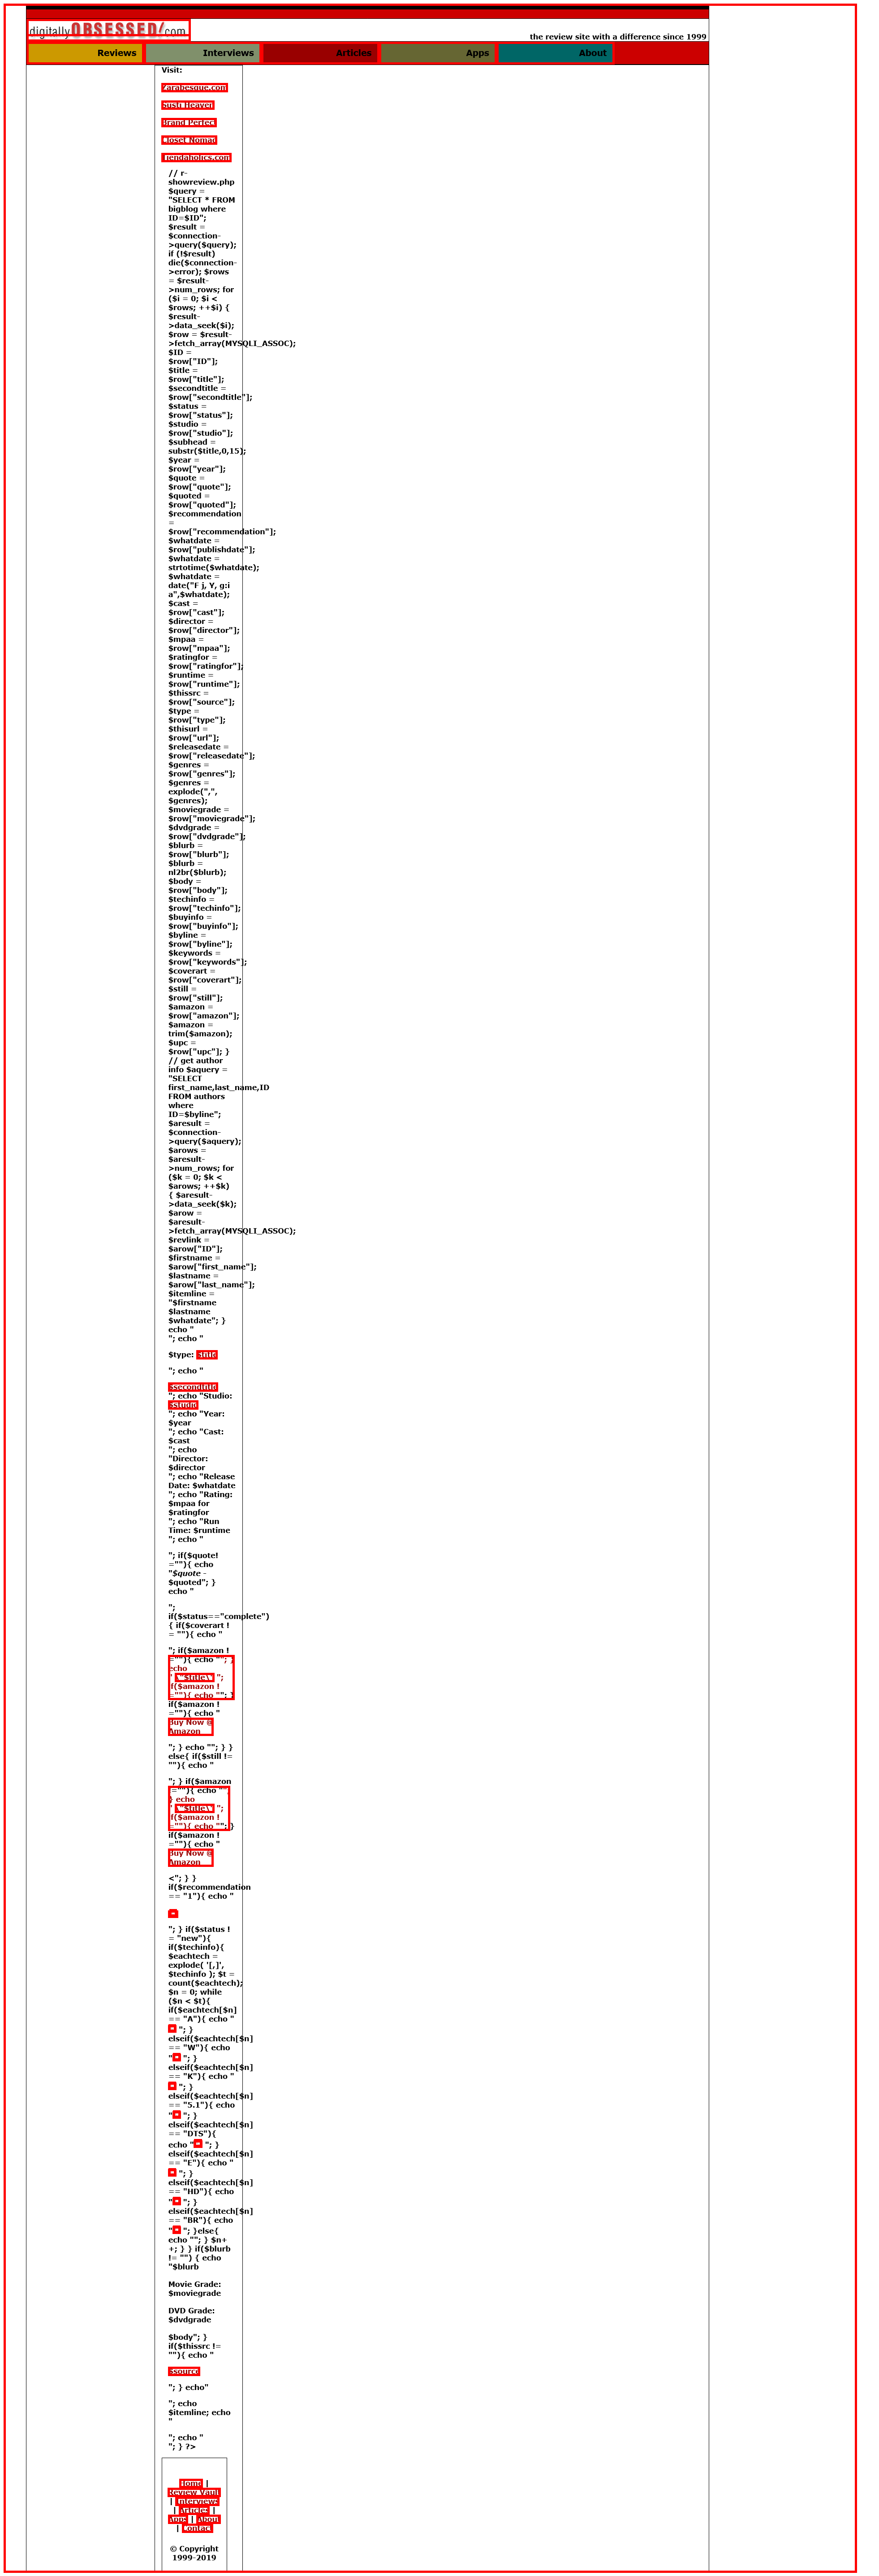 digitallyOBSESSED!.com
the review site with a difference since 1999
Reviews Interviews Articles Apps About
Visit:
Zarabesque.com
Sushi Heaven
Brand Perfect
Closet Nomad
Trendaholics.com
// r-
showreview.php
$query =
"SELECT * FROM
bigblog where
ID=$ID";
$result =
$connection-
>query($query);
if (!$result)
die($connection-
>error); $rows
= $result-
>num_rows; for
($i = 0; $i <
$rows; ++$i) {
$result-
>data_seek($i);
$row = $result-
>fetch_array(MYSQLI_ASSOC);
$ID =
$row["ID"];
$title =
$row["title"];
$secondtitle =
$row["secondtitle"];
$status =
$row["status"];
$studio =
$row["studio"];
$subhead =
substr($title,0,15);
$year =
$row["year"];
$quote =
$row["quote"];
$quoted =
$row["quoted"];
$recommendation
=
$row["recommendation"];
$whatdate =
$row["publishdate"];
$whatdate =
strtotime($whatdate);
$whatdate =
date("F j, Y, g:i
a",$whatdate);
$cast =
$row["cast"];
$director =
$row["director"];
$mpaa =
$row["mpaa"];
$ratingfor =
$row["ratingfor"];
$runtime =
$row["runtime"];
$thissrc =
$row["source"];
$type =
$row["type"];
$thisurl =
$row["url"];
$releasedate =
$row["releasedate"];
$genres =
$row["genres"];
$genres =
explode(",",
$genres);
$moviegrade =
$row["moviegrade"];
$dvdgrade =
$row["dvdgrade"];
$blurb =
$row["blurb"];
$blurb =
nl2br($blurb);
$body =
$row["body"];
$techinfo =
$row["techinfo"];
$buyinfo =
$row["buyinfo"];
$byline =
$row["byline"];
$keywords =
$row["keywords"];
$coverart =
$row["coverart"];
$still =
$row["still"];
$amazon =
$row["amazon"];
$amazon =
trim($amazon);
$upc =
$row["upc"]; }
// get author
info $aquery =
"SELECT
first_name,last_name,ID
FROM authors
where
ID=$byline";
$aresult =
$connection-
>query($aquery);
$arows =
$aresult-
>num_rows; for
($k = 0; $k <
$arows; ++$k)
{ $aresult-
>data_seek($k);
$arow =
$aresult-
>fetch_array(MYSQLI_ASSOC);
$revlink =
$arow["ID"];
$firstname =
$arow["first_name"];
$lastname =
$arow["last_name"];
$itemline =
"$firstname
$lastname
$whatdate"; }
echo "
"; echo "
$type: $title
"; echo "
$secondtitle
"; echo "Studio:
$studio
"; echo "Year:
$year
"; echo "Cast:
$cast
"; echo
"Director:
$director
"; echo "Release
Date: $whatdate
"; echo "Rating:
$mpaa for
$ratingfor
"; echo "Run
Time: $runtime
"; echo "
"; if($quote!
=""){ echo
"$quote -
$quoted"; }
echo "
";
if($status=="complete")
{ if($coverart !
= ""){ echo "
"; if($amazon !
=""){ echo ""; }
echo
" \"$title\" ";
if($amazon !
=""){ echo ""; }
if($amazon !
=""){ echo "
Buy Now @
Amazon
"; } echo ""; } }
else{ if($still !=
""){ echo "
"; } if($amazon
!=""){ echo "";
} echo
" \"$title\" ";
if($amazon !
=""){ echo ""; }
if($amazon !
=""){ echo "
Buy Now @
Amazon
<"; } }
if($recommendation
== "1"){ echo "
"; } if($status !
= "new"){
if($techinfo){
$eachtech =
explode( '[,]',
$techinfo ); $t =
count($eachtech);
$n = 0; while
($n < $t){
if($eachtech[$n]
== "A"){ echo "
"; }
elseif($eachtech[$n]
== "W"){ echo
" "; }
elseif($eachtech[$n]
== "K"){ echo "
"; }
elseif($eachtech[$n]
== "5.1"){ echo
" "; }
elseif($eachtech[$n]
== "DTS"){
echo " "; }
elseif($eachtech[$n]
== "E"){ echo "
"; }
elseif($eachtech[$n]
== "HD"){ echo
" "; }
elseif($eachtech[$n]
== "BR"){ echo
" "; }else{
echo ""; } $n+
+; } } if($blurb
!= "") { echo
"$blurb
Movie Grade:
$moviegrade
DVD Grade:
$dvdgrade
$body"; }
if($thissrc !=
""){ echo "
$source
"; } echo"
"; echo
$itemline; echo
"
"; echo "
"; } ?>
Home |
Review Vault
| Interviews
| Articles |
Apps | About
| Contact
© Copyright
1999-2019